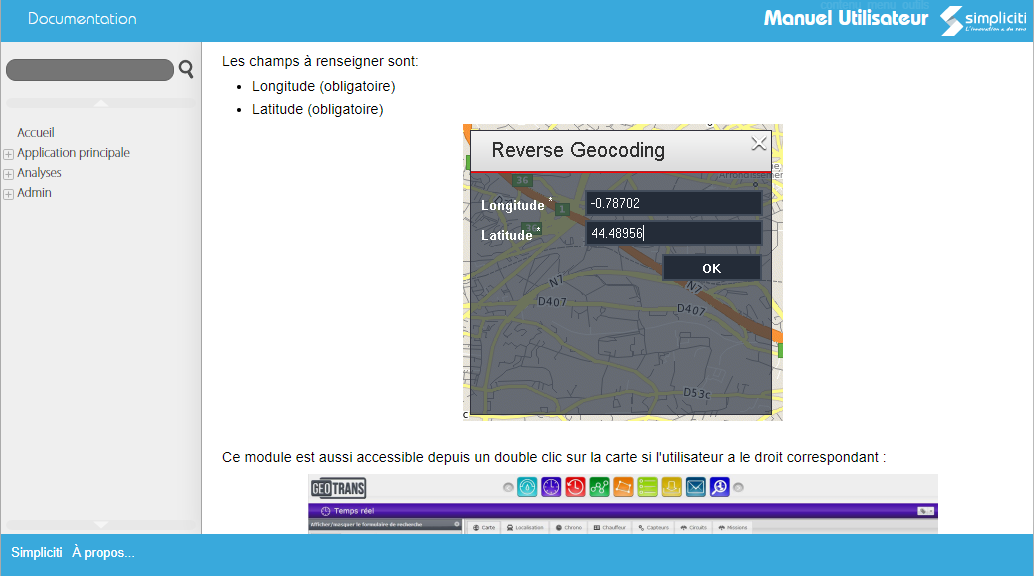 Documentation
contenu menu outils
Manuel Utilisateur
simpliciti
L'innovation a du sens
Accueil
Application principale
Analyses
Admin
Les champs à renseigner sont:
Longitude (obligatoire)
Latitude (obligatoire)
Reverse Geocoding
36
Longitude *
-0.78702
1
Latitude *
44.48956
OK
N7
N7
D407
D407
D53c
Ce module est aussi accessible depuis un double clic sur la carte si l'utilisateur a le droit correspondant :
GEOTRANS
Temps réel
Afficher/masquer le formulaire de recherche
Carte
Localisation
Chrono
Chauffeur
Capteurs
Circuits
Missions
Simpliciti
À propos...